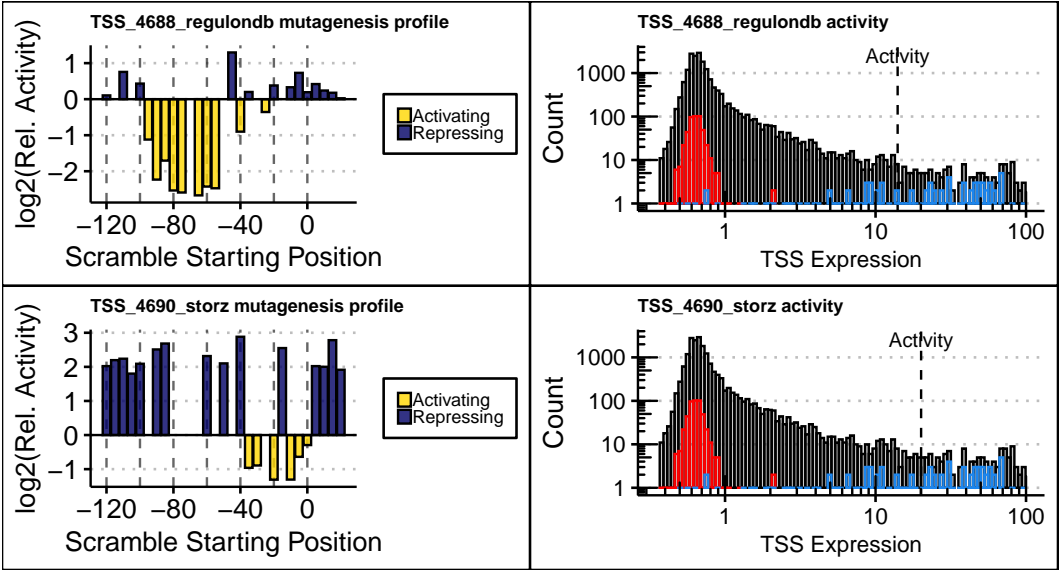 TSS_4688_regulondb mutagenesis profile
log2(Rel. Activity)
1
0
−1
−2
−120
−80
−40
0
Scramble Starting Position
Activating
Repressing
TSS_4688_regulondb activity
Activity
Count
1000
100
10
1
1
10
100
TSS Expression
TSS_4690_storz mutagenesis profile
log2(Rel. Activity)
3
2
1
0
−1
−120
−80
−40
0
Scramble Starting Position
Activating
Repressing
TSS_4690_storz activity
Activity
Count
1000
100
10
1
1
10
100
TSS Expression